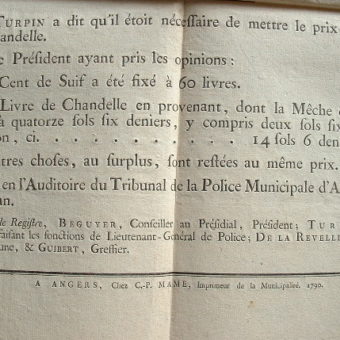 TURPIN a dit qu'il étoit néceſſaire de mettre le prix
handelle.
e Préſident ayant pris les opinions :
Cent de Suif a été fixé à 60 livres.
Livre de Chandelle en provenant, dont la Mêche
à quatorze ſols ſix deniers, y compris deux ſols ſix
on, ci. . . . . . . . . . 14 ſols 6 den
tres choſes, au ſurplus, ſont reſtées au même prix.
en l'Auditoire du Tribunal de la Police Municipale d'A
an.
de Regiſtre, BEGUYER, Conſeiller au Préſidial, Préſident; TUR
faiſant les fonctions de Lieutenant-Général de Police; DE LA REVELL
une, & GUIBERT, Greffier.
A ANGERS, Chez C.-P. MAME, Imprimeur de la Municipalité. 1790.